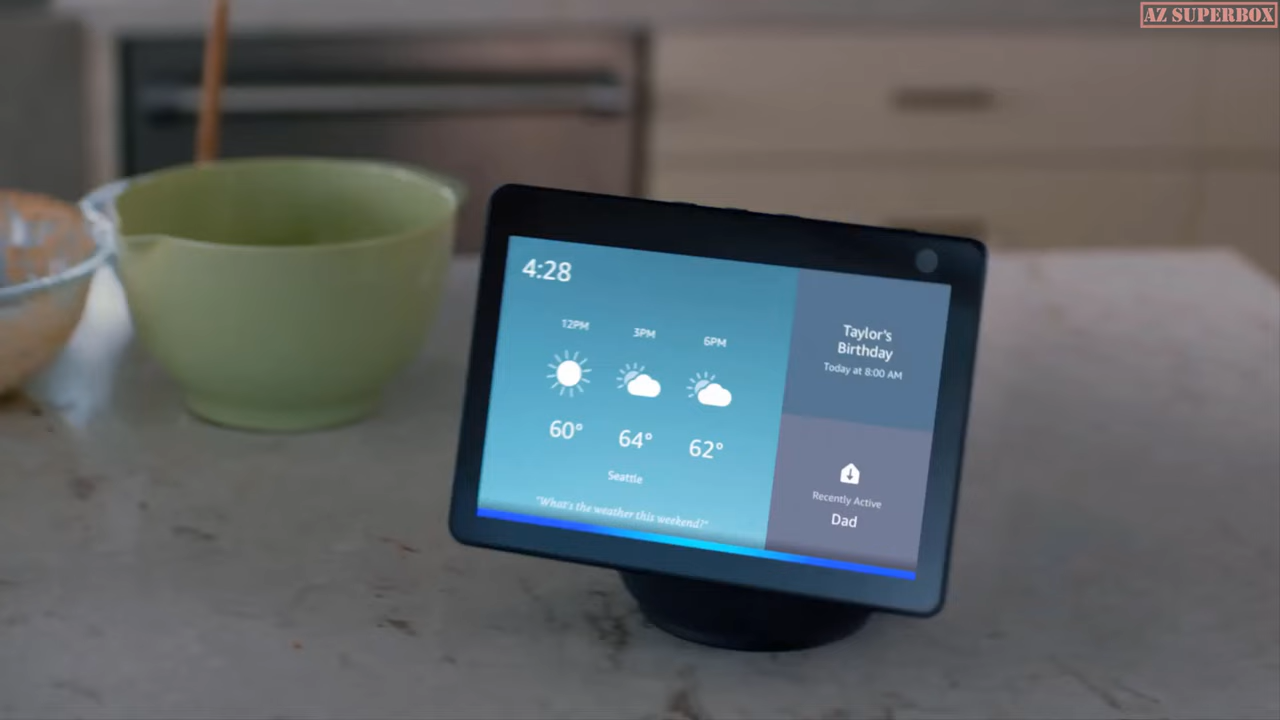 AZ SUPERBOX
4:28
12PM 3PM 6PM
60° 64° 62°
Seattle
"What's the weather this weekend?"
Taylor's
Birthday
Today at 8:00 AM
Recently Active
Dad